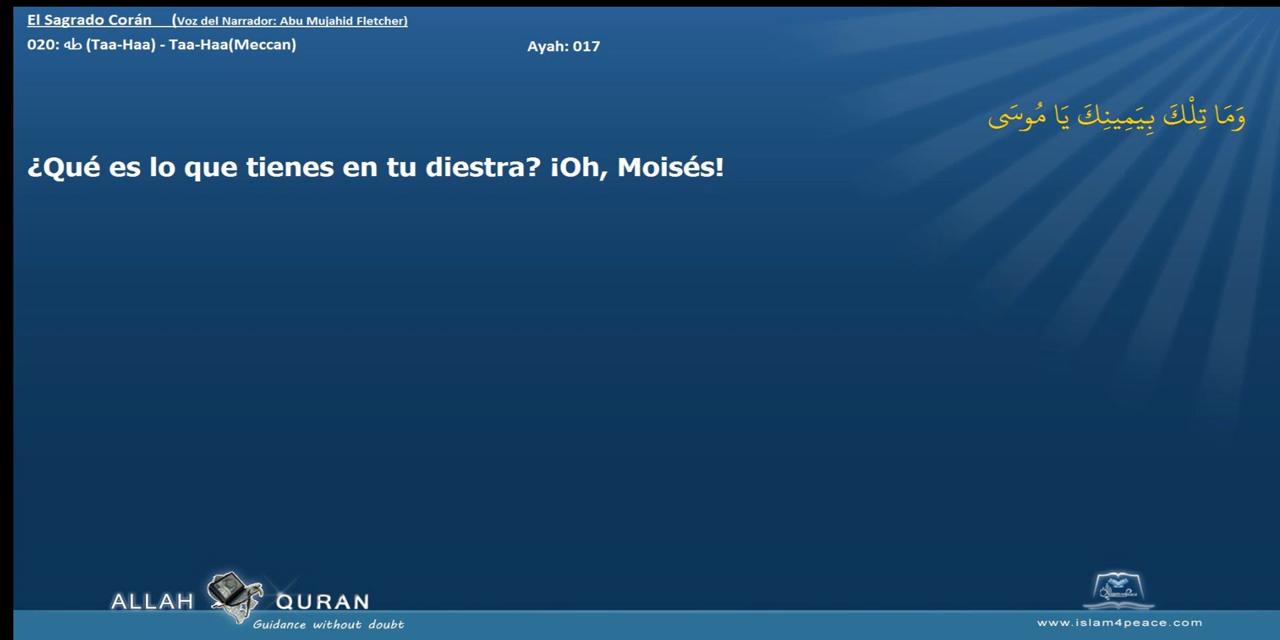 El Sagrado Corán (Voz del Narrador: Abu Mujahid Fletcher)
020: طه (Taa-Haa) - Taa-Haa(Meccan) Ayah: 017
وَمَا تِلْكَ بِيَمِينِكَ يَا مُوسَى
¿Qué es lo que tienes en tu diestra? ¡Oh, Moisés!
ALLAH QURAN
Guidance without doubt
www.islam4peace.com